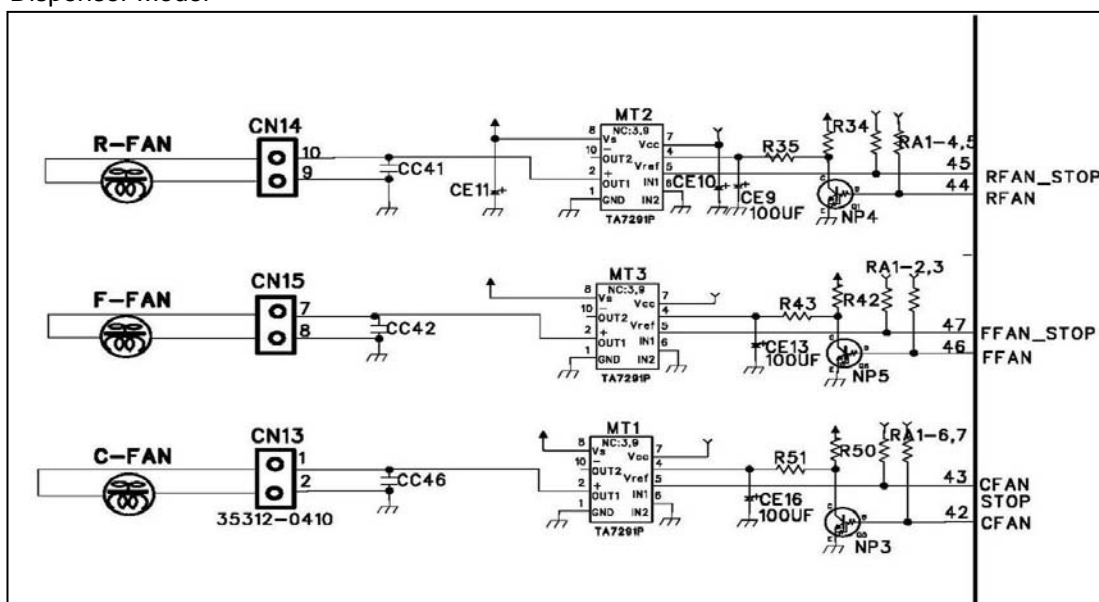 Dispenser Model
R-FAN
CN14
10
9
CC41
CE11
+
MT2
NC:3,9
8
Vs
Vcc
7
10
-
OUT2
4
Vref
5
2
+
OUT1
IN1
6
1
GND
IN2
TA7291P
CE10
+
CE9
100UF
+
R35
R34
RA1-4,5
C
B
E
Q1
NP4
45
RFAN_STOP
44
RFAN
F-FAN
CN15
7
8
CC42
MT3
NC:3,9
8
Vs
Vcc
7
10
-
OUT2
4
Vref
5
2
+
OUT1
IN1
6
1
GND
IN2
TA7291P
CE13
100UF
+
R43
R42
RA1-2,3
C
E
NP5
47
FFAN_STOP
46
FFAN
C-FAN
CN13
1
2
35312-0410
CC46
MT1
NC:3,9
8
Vs
Vcc
7
10
-
OUT2
4
Vref
5
2
+
OUT1
IN1
6
1
GND
IN2
TA7291P
CE16
100UF
+
R51
R50
RA1-6,7
C
E
NP3
43
CFAN
STOP
42
CFAN